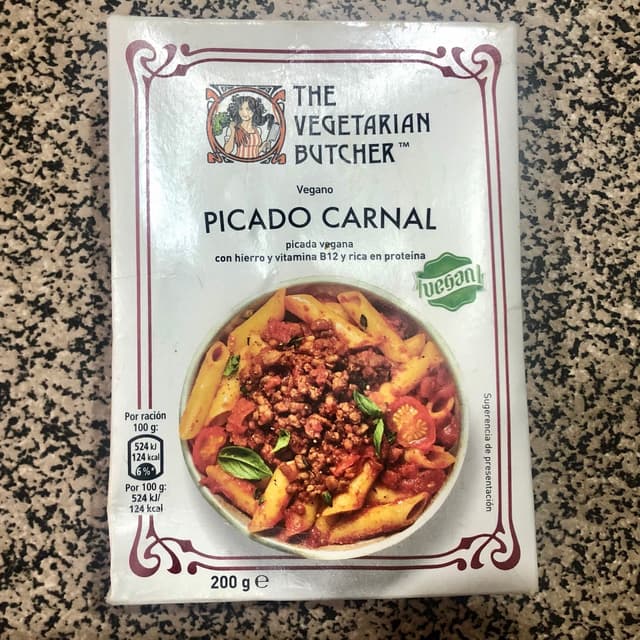 THE
VEGETARIAN
BUTCHER™
Vegano
PICADO CARNAL
picada vegana
con hierro y vitamina B12 y rica en proteína
vegan
Por ración
100 g:
524 kJ
124 kcal
6%
Por 100 g:
524 kJ/
124 kcal
Sugerencia de presentación
200 g ℮